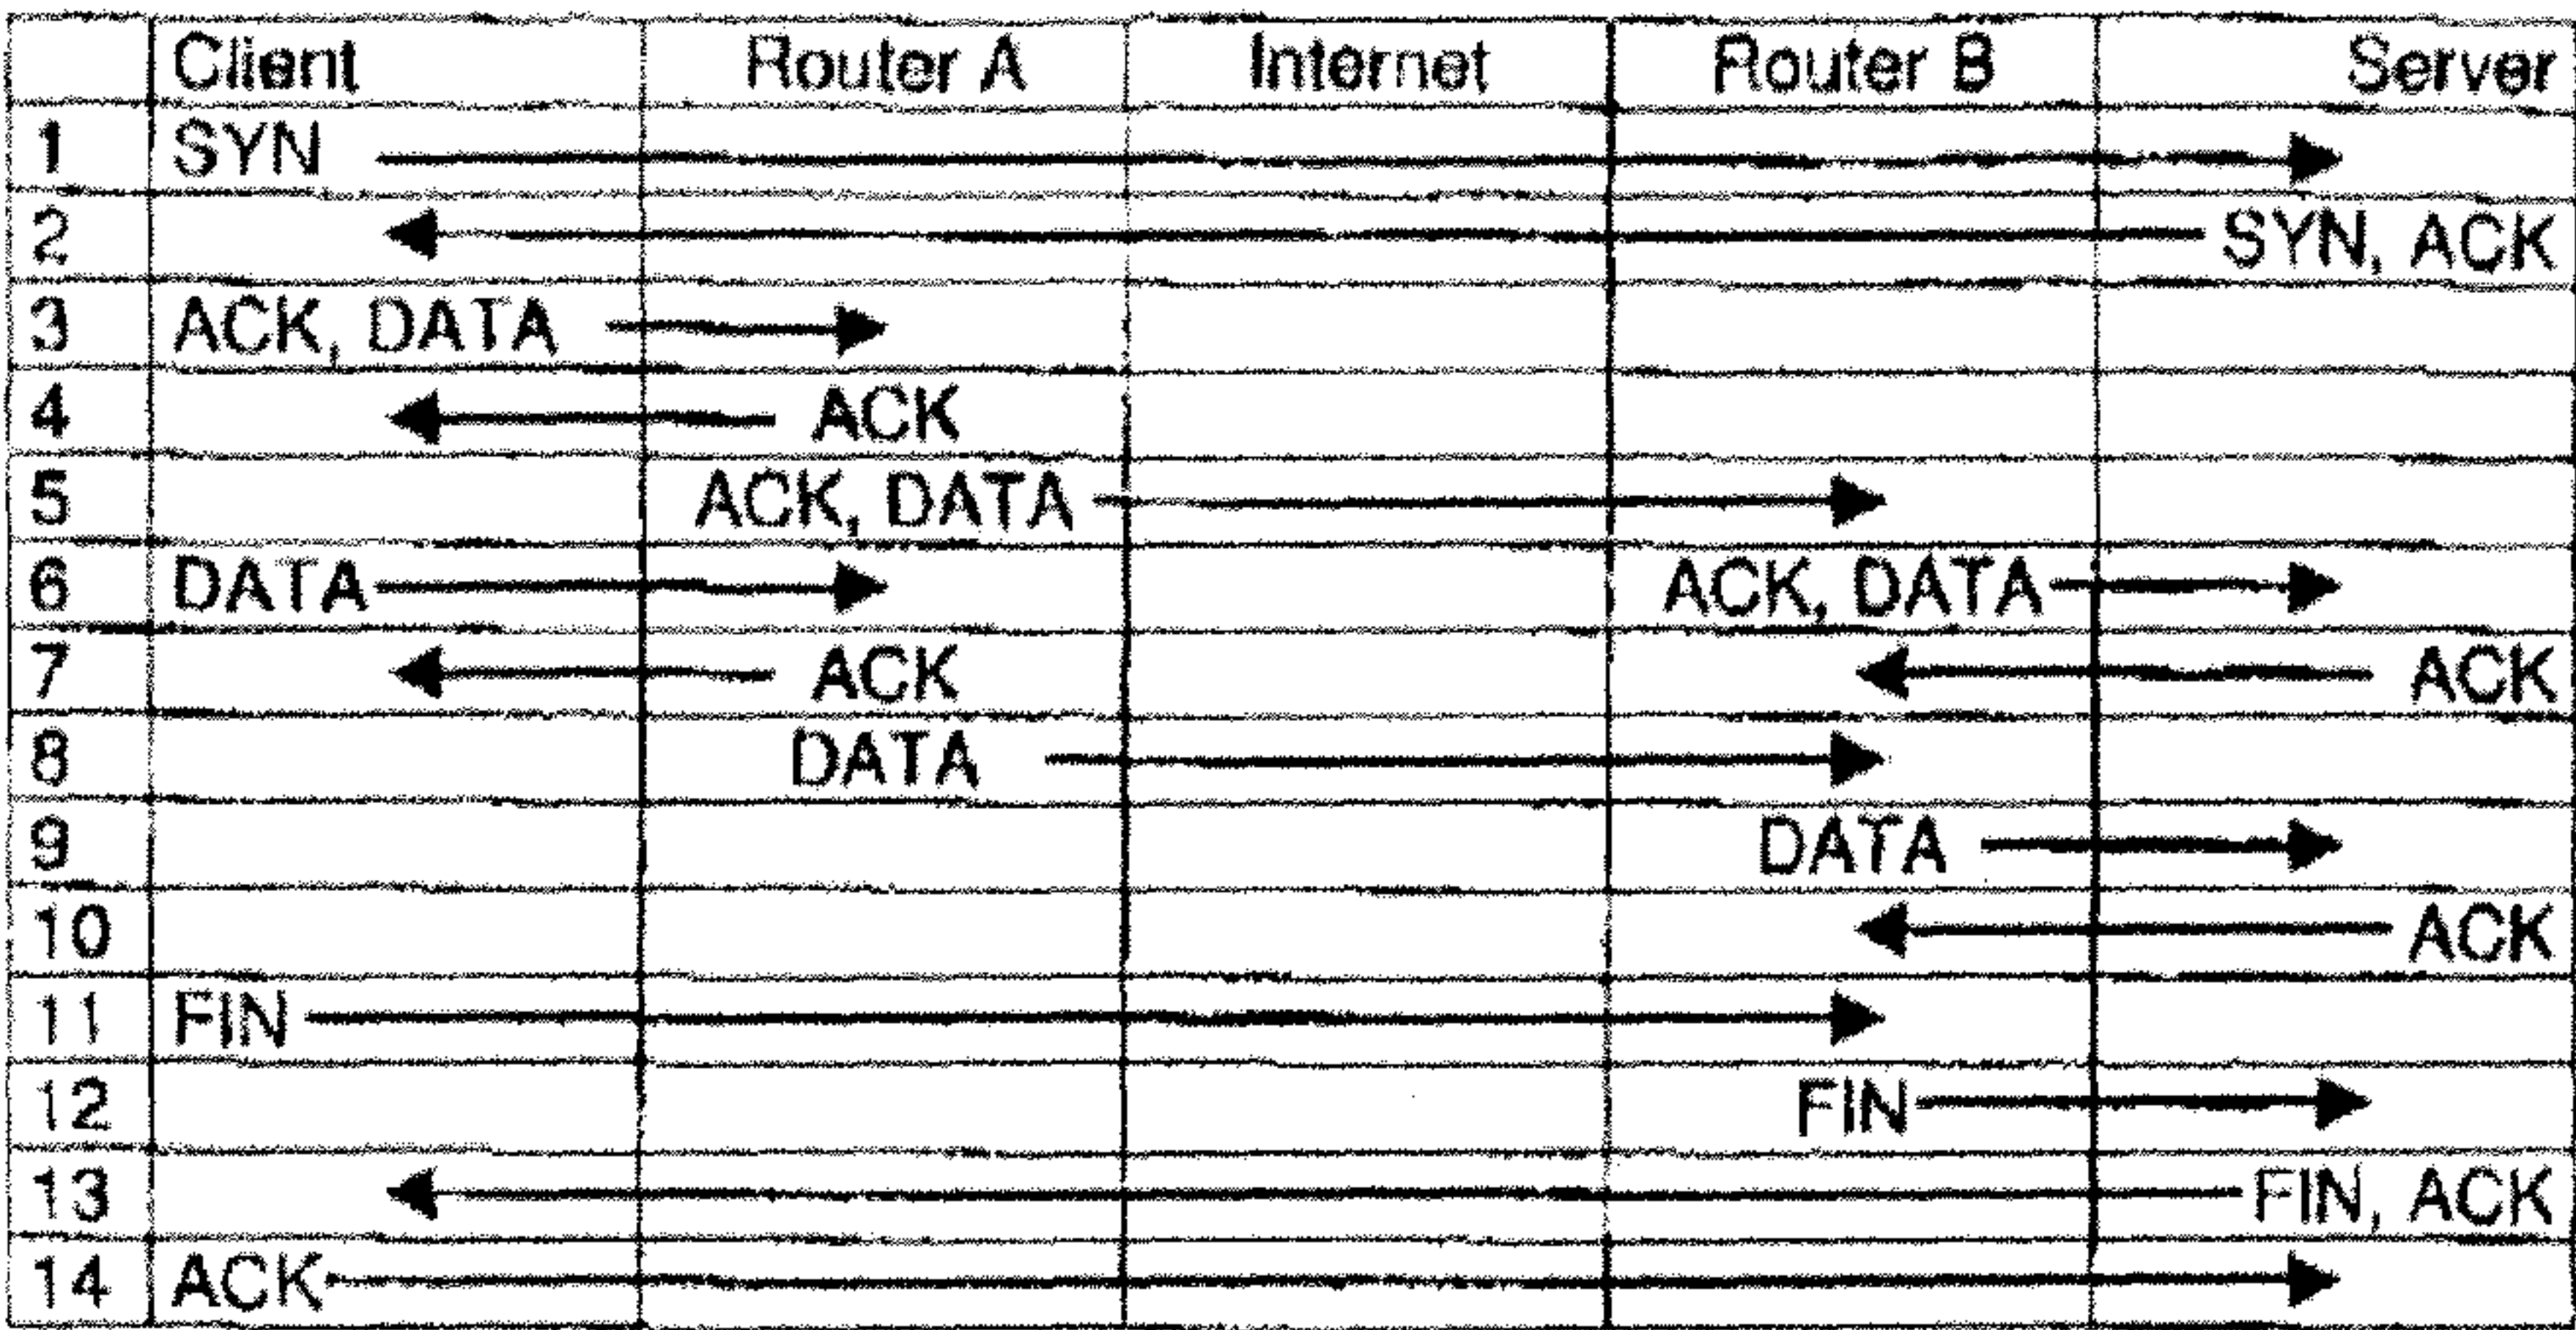 Client Router A Internet Router B Server
1 SYN
2 SYN, ACK
3 ACK, DATA
4 ACK
5 ACK, DATA
6 DATA ACK, DATA
7 ACK ACK
8 DATA
9 DATA
10 ACK
11 FIN
12 FIN
13 FIN, ACK
14 ACK